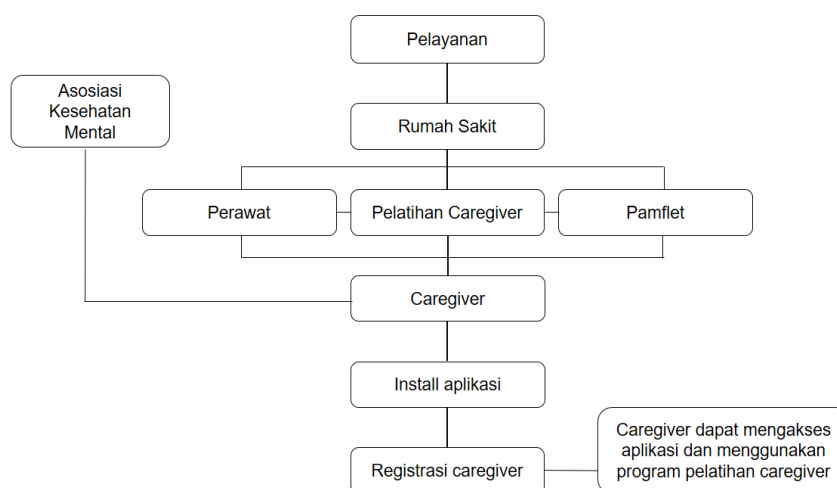 Pelayanan
Asosiasi
Kesehatan
Mental
Rumah Sakit
Perawat
Pelatihan Caregiver
Pamflet
Caregiver
Install aplikasi
Registrasi caregiver
Caregiver dapat mengakses
aplikasi dan menggunakan
program pelatihan caregiver